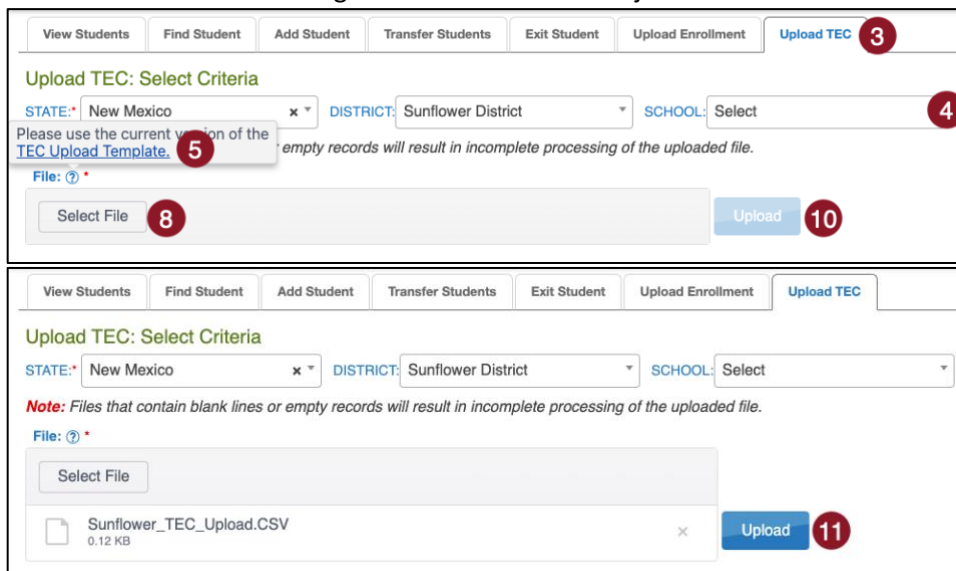 View Students Find Student Add Student Transfer Students Exit Student Upload Enrollment Upload TEC 3
Upload TEC: Select Criteria
STATE:* New Mexico × DISTRICT: Sunflower District SCHOOL: Select 4
Please use the current version of the
TEC Upload Template. 5 or empty records will result in incomplete processing of the uploaded file.
File: ? *
Select File 8 Upload 10
View Students Find Student Add Student Transfer Students Exit Student Upload Enrollment Upload TEC
Upload TEC: Select Criteria
STATE:* New Mexico × DISTRICT: Sunflower District SCHOOL: Select
Note: Files that contain blank lines or empty records will result in incomplete processing of the uploaded file.
File: ? *
Select File
Sunflower_TEC_Upload.CSV × Upload 11
0.12 KB